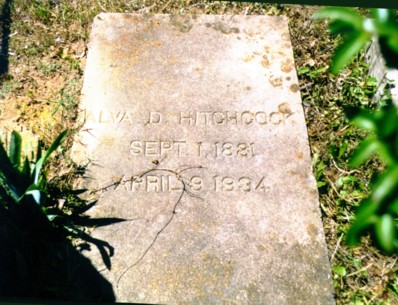 ALVA D. HITCHCOCK
SEPT. 1, 1881
APRIL 9, 1934